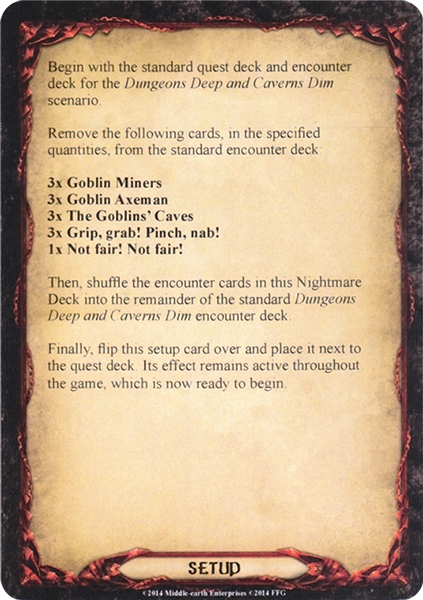 Begin with the standard quest deck and encounter
deck for the Dungeons Deep and Caverns Dim
scenario.
Remove the following cards, in the specified
quantities, from the standard encounter deck:
3x Goblin Miners
3x Goblin Axeman
3x The Goblins' Caves
3x Grip, grab! Pinch, nab!
1x Not fair! Not fair!
Then, shuffle the encounter cards in this Nightmare
Deck into the remainder of the standard Dungeons
Deep and Caverns Dim encounter deck.
Finally, flip this setup card over and place it next to
the quest deck. Its effect remains active throughout
the game, which is now ready to begin.
SETUP
©2014 Middle-earth Enterprises ©2014 FFG